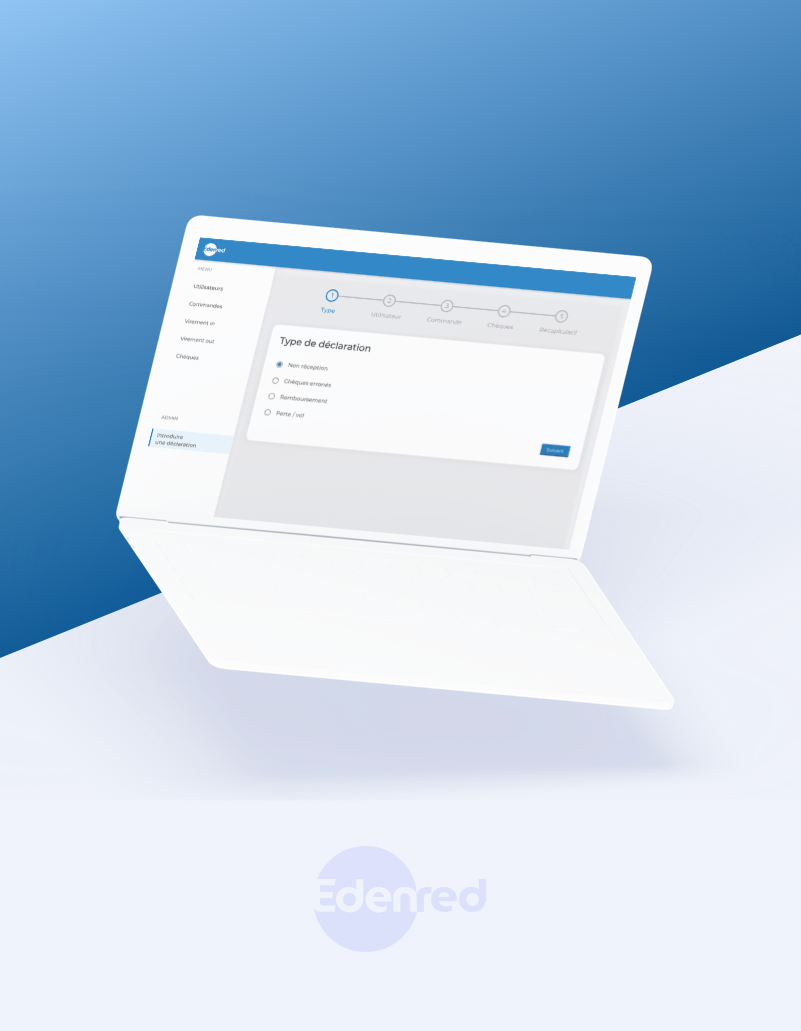 Edenred
MENU
Utilisateurs
Commandes
Virement in
Virement out
Chèques
ADMIN
Introduire
une déclaration
1
2
3
4
5
Type
Utilisateur
Commande
Chèques
Récapitulatif
Type de déclaration
Non réception
Chèques erronés
Remboursement
Perte / vol
Suivant
Edenred